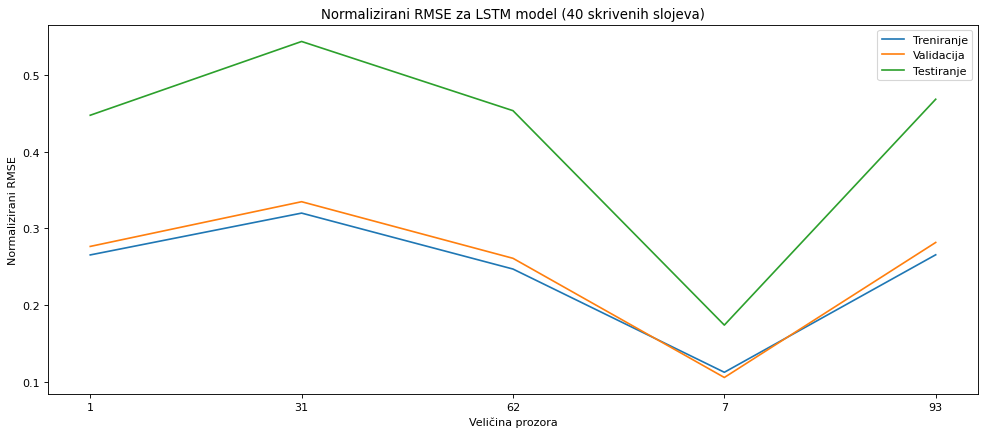 Normalizirani RMSE za LSTM model (40 skrivenih slojeva)
Treniranje
Validacija
Testiranje
Normalizirani RMSE
0.5
0.4
0.3
0.2
0.1
1 31 62 7 93
Veličina prozora